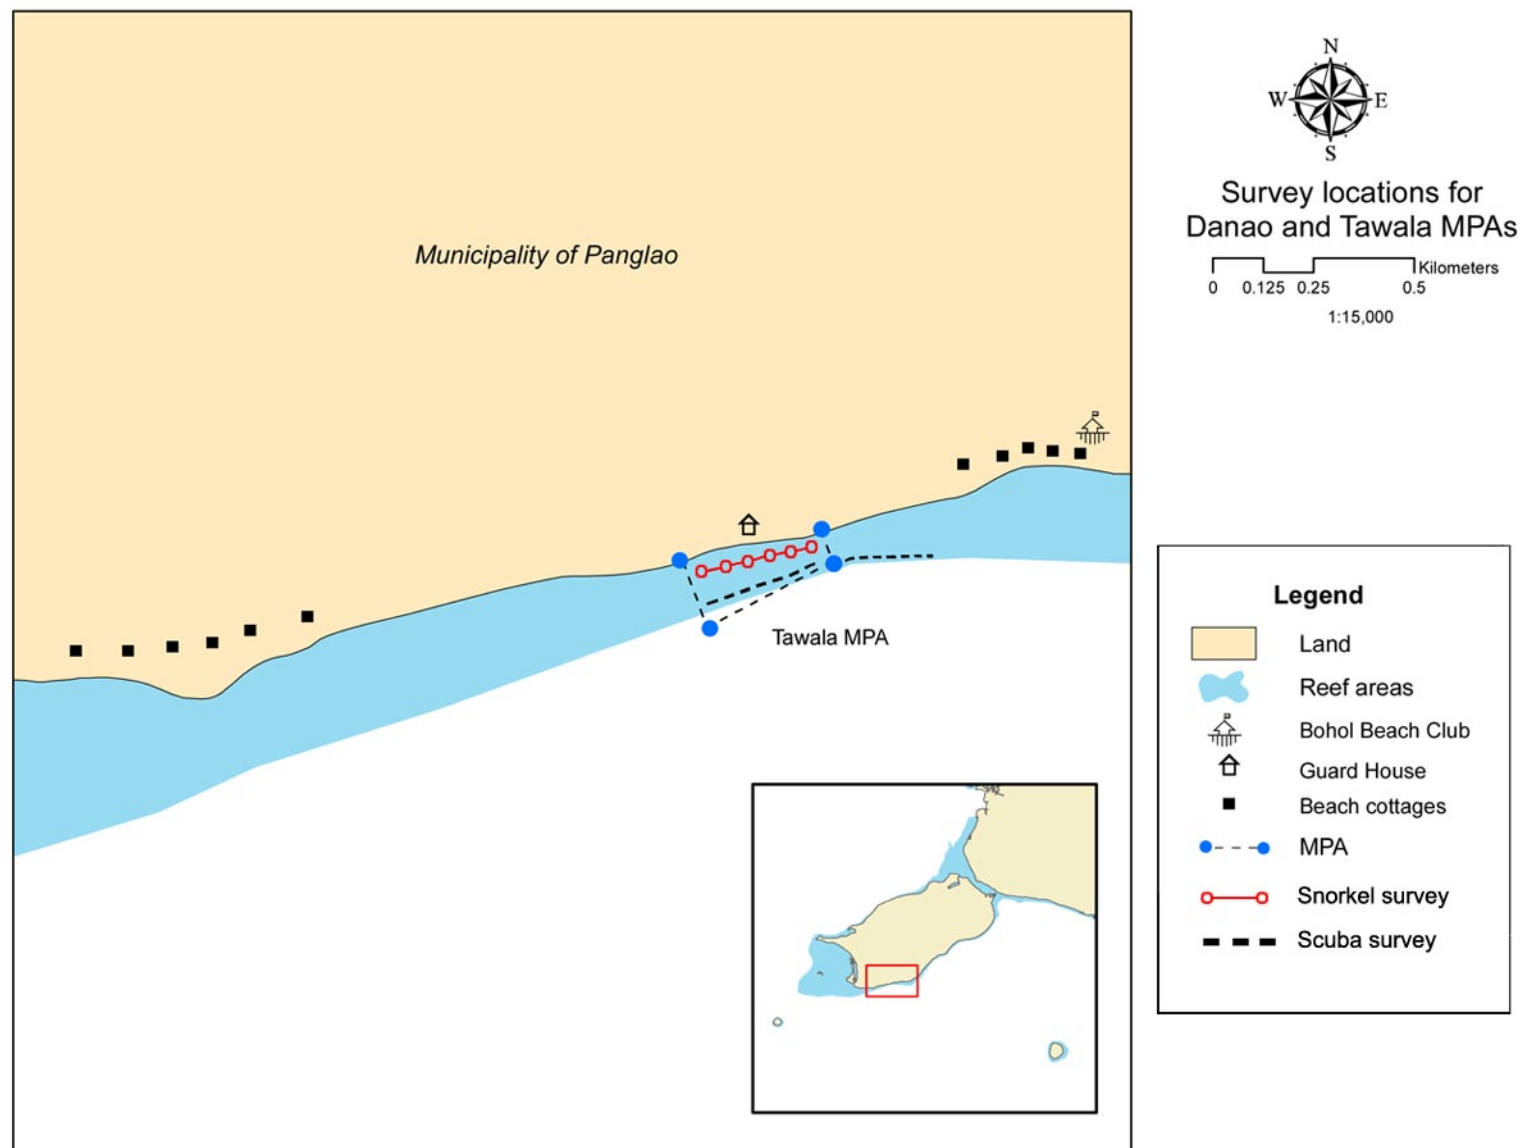 N
W E
S
Survey locations for
Danao and Tawala MPAs
Kilometers
0 0.125 0.25 0.5
1:15,000
Municipality of Panglao
Tawala MPA
Legend
Land
Reef areas
Bohol Beach Club
Guard House
Beach cottages
MPA
Snorkel survey
Scuba survey